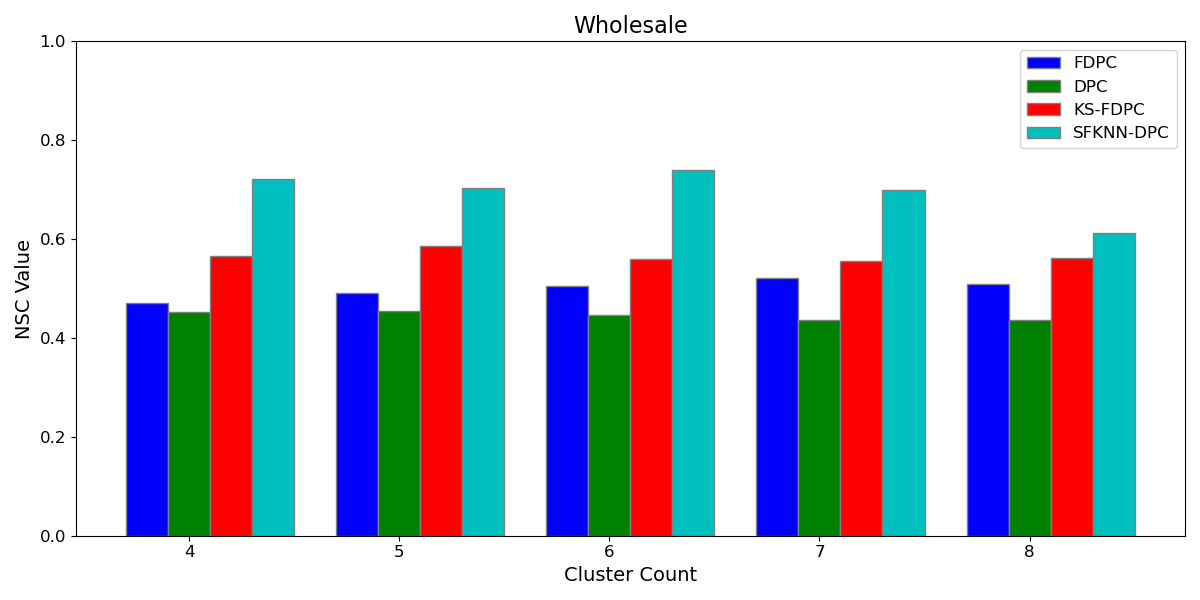 Wholesale
1.0
0.8
0.6
0.4
0.2
0.0
NSC Value
FDPC
DPC
KS-FDPC
SFKNN-DPC
4 5 6 7 8
Cluster Count